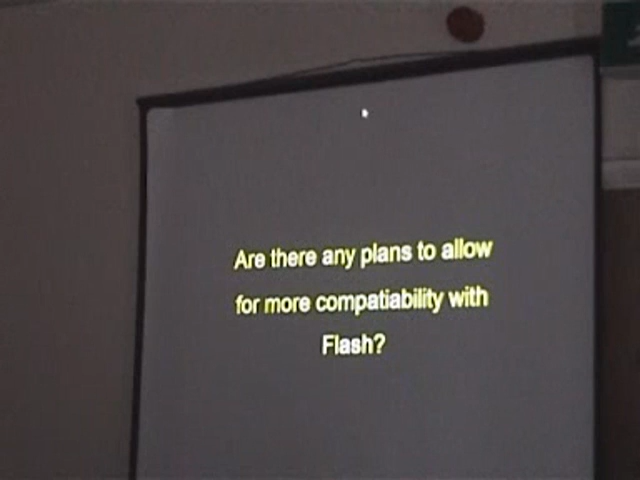 Are there any plans to allow
for more compatiability with
Flash?